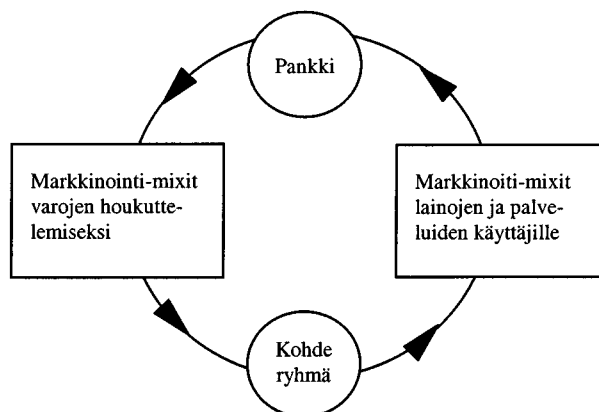 Pankki
Markkinointi-mixit
varojen houkutte-
lemiseksi
Markkinoiti-mixit
lainojen ja palve-
luiden käyttäjille
Kohde
ryhmä